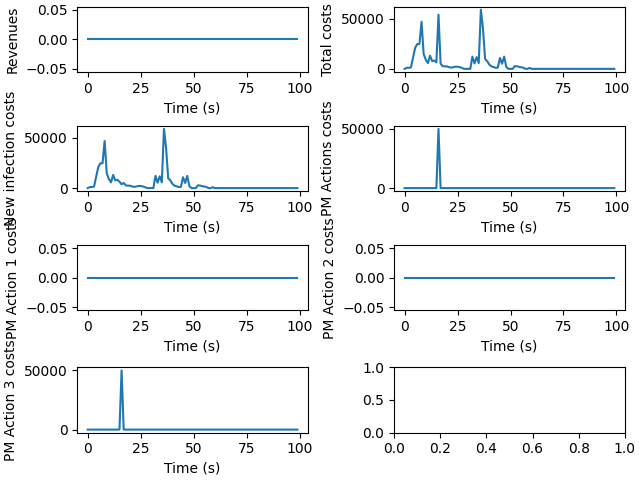 Revenues
0.05
0.00
−0.05
0 25 50 75 100
Time (s)
Total costs
50000
0
0 25 50 75 100
Time (s)
New infection costs
50000
0
0 25 50 75 100
Time (s)
PM Actions costs
50000
0
0 25 50 75 100
Time (s)
PM Action 1 costs
0.05
0.00
−0.05
0 25 50 75 100
Time (s)
PM Action 2 costs
0.05
0.00
−0.05
0 25 50 75 100
Time (s)
PM Action 3 costs
50000
0
0 25 50 75 100
Time (s)
1.0
0.5
0.0
0.0 0.2 0.4 0.6 0.8 1.0